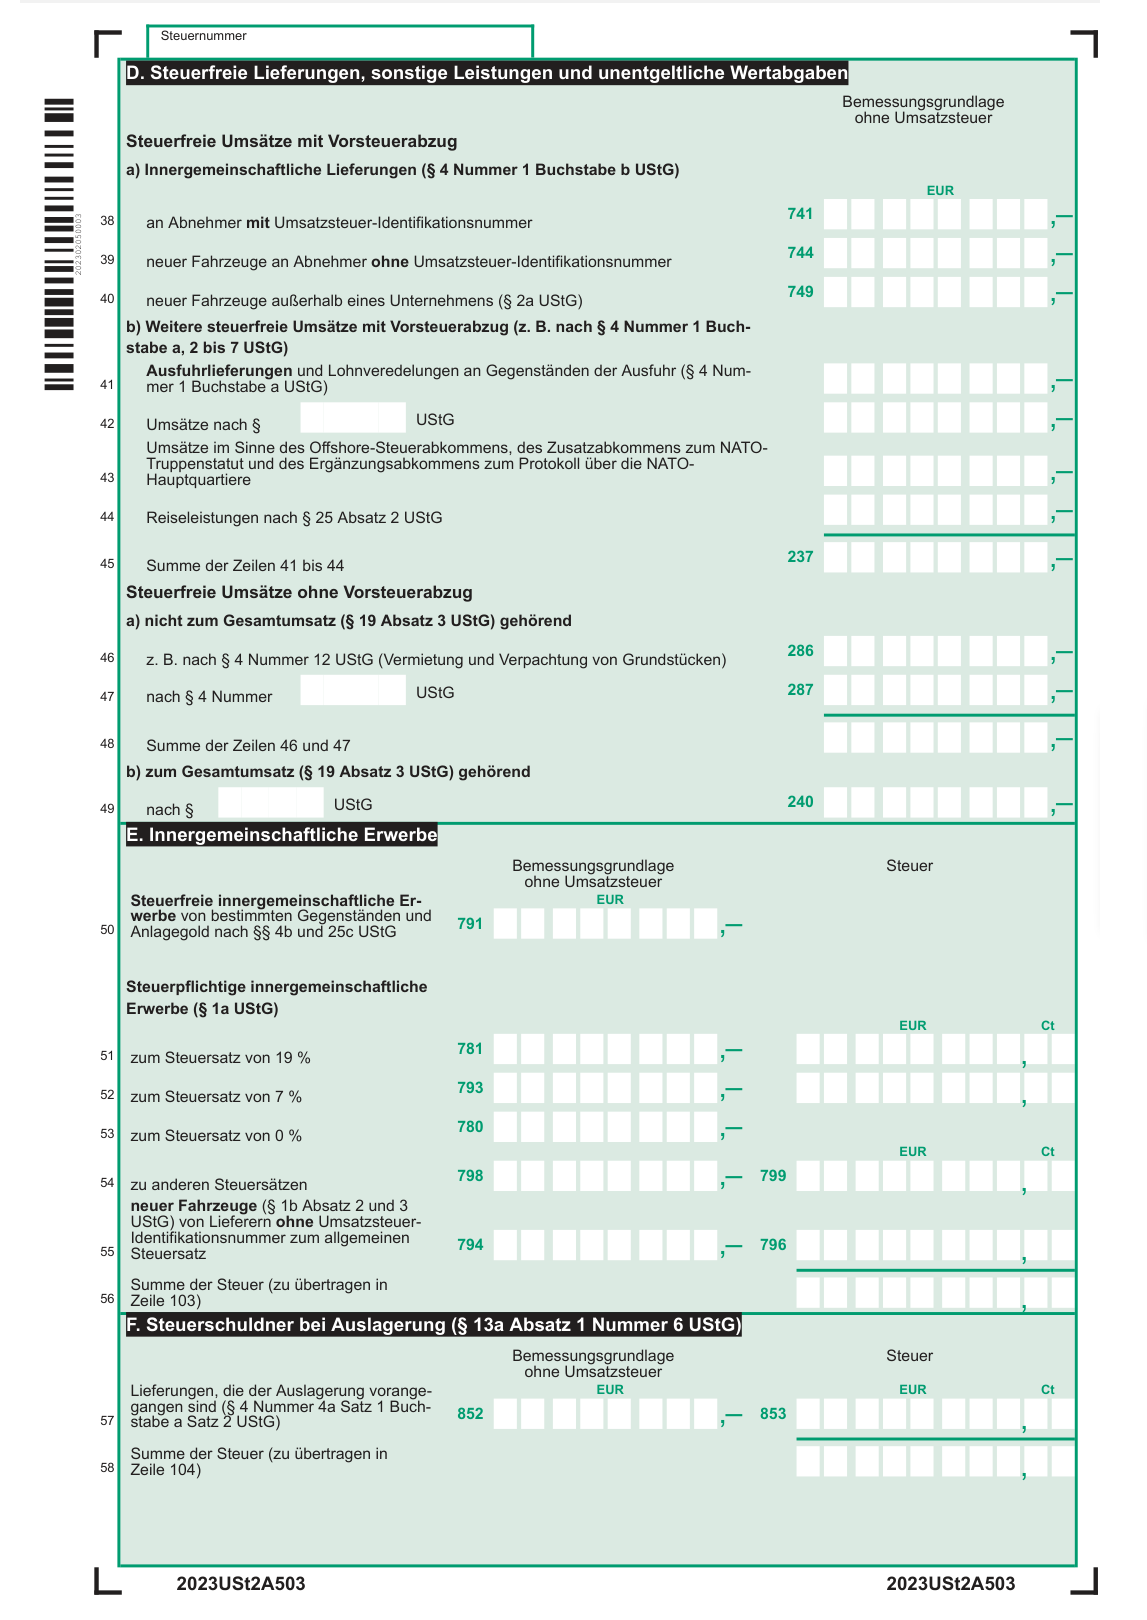 Steuernummer
D. Steuerfreie Lieferungen, sonstige Leistungen und unentgeltliche Wertabgaben
Bemessungsgrundlage
ohne Umsatzsteuer
Steuerfreie Umsätze mit Vorsteuerabzug
a) Innergemeinschaftliche Lieferungen (§ 4 Nummer 1 Buchstabe b UStG)
EUR
38 an Abnehmer mit Umsatzsteuer-Identifikationsnummer 741 ,—
202302050003
39 neuer Fahrzeuge an Abnehmer ohne Umsatzsteuer-Identifikationsnummer 744 ,—
40 neuer Fahrzeuge außerhalb eines Unternehmens (§ 2a UStG) 749 ,—
b) Weitere steuerfreie Umsätze mit Vorsteuerabzug (z. B. nach § 4 Nummer 1 Buch-
stabe a, 2 bis 7 UStG)
Ausfuhrlieferungen und Lohnveredelungen an Gegenständen der Ausfuhr (§ 4 Num-
41 mer 1 Buchstabe a UStG) ,—
42 Umsätze nach § UStG ,—
Umsätze im Sinne des Offshore-Steuerabkommens, des Zusatzabkommens zum NATO-
Truppenstatut und des Ergänzungsabkommens zum Protokoll über die NATO-
43 Hauptquartiere ,—
44 Reiseleistungen nach § 25 Absatz 2 UStG ,—
45 Summe der Zeilen 41 bis 44 237 ,—
Steuerfreie Umsätze ohne Vorsteuerabzug
a) nicht zum Gesamtumsatz (§ 19 Absatz 3 UStG) gehörend
46 z. B. nach § 4 Nummer 12 UStG (Vermietung und Verpachtung von Grundstücken) 286 ,—
47 nach § 4 Nummer UStG 287 ,—
48 Summe der Zeilen 46 und 47 ,—
b) zum Gesamtumsatz (§ 19 Absatz 3 UStG) gehörend
49 nach § UStG 240 ,—
E. Innergemeinschaftliche Erwerbe
Bemessungsgrundlage Steuer
ohne Umsatzsteuer
EUR
Steuerfreie innergemeinschaftliche Er-
werbe von bestimmten Gegenständen und
50 Anlagegold nach §§ 4b und 25c UStG 791 ,—
Steuerpflichtige innergemeinschaftliche
Erwerbe (§ 1a UStG)
EUR Ct
51 zum Steuersatz von 19 % 781 ,— ,
52 zum Steuersatz von 7 % 793 ,— ,
53 zum Steuersatz von 0 % 780 ,—
EUR Ct
54 zu anderen Steuersätzen 798 ,— 799 ,
neuer Fahrzeuge (§ 1b Absatz 2 und 3
UStG) von Lieferern ohne Umsatzsteuer-
Identifikationsnummer zum allgemeinen
55 Steuersatz 794 ,— 796 ,
Summe der Steuer (zu übertragen in
56 Zeile 103) ,
F. Steuerschuldner bei Auslagerung (§ 13a Absatz 1 Nummer 6 UStG)
Bemessungsgrundlage Steuer
ohne Umsatzsteuer
EUR EUR Ct
Lieferungen, die der Auslagerung vorange-
gangen sind (§ 4 Nummer 4a Satz 1 Buch-
57 stabe a Satz 2 UStG) 852 ,— 853 ,
Summe der Steuer (zu übertragen in
58 Zeile 104) ,
2023USt2A503 2023USt2A503